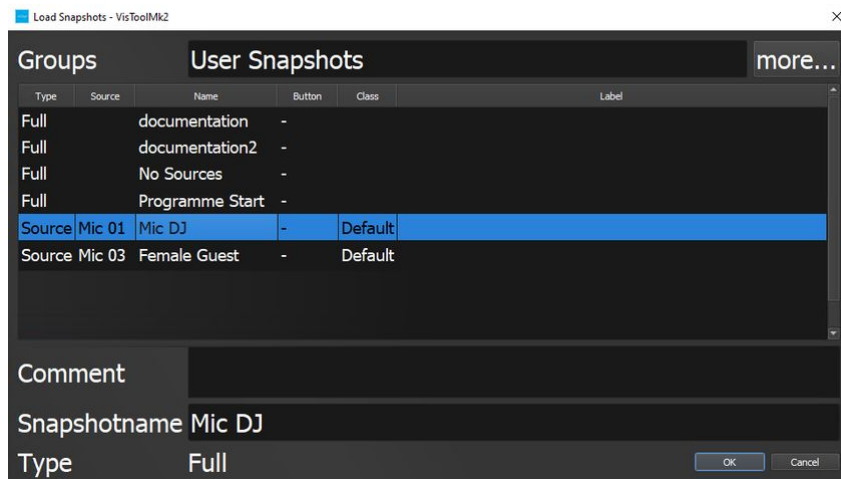 Load Snapshots - VisToolMk2
Groups User Snapshots more...
Type Source Name Button Class Label
Full documentation -
Full documentation2 -
Full No Sources -
Full Programme Start -
Source Mic 01 Mic DJ - Default
Source Mic 03 Female Guest - Default
Comment
Snapshotname Mic DJ
Type Full OK Cancel